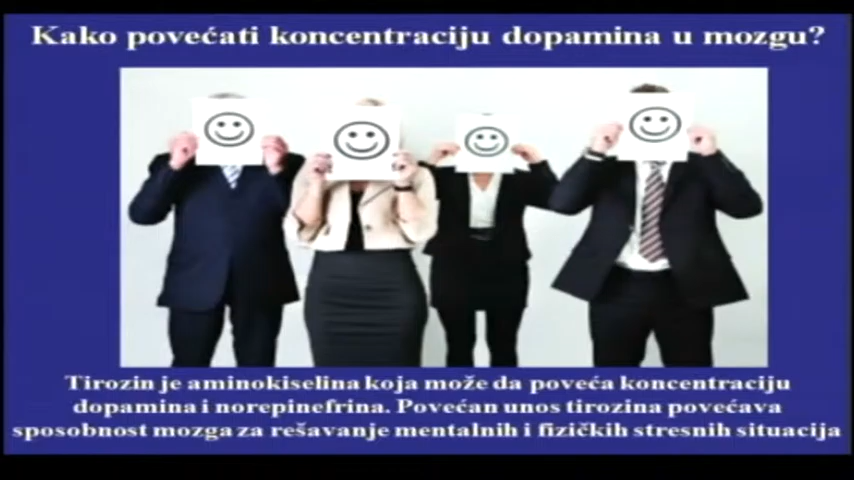 Kako povećati koncentraciju dopamina u mozgu?
Tirozin je aminokiselina koja može da poveća koncentraciju
dopamina i norepinefrina. Povećan unos tirozina povećava
sposobnost mozga za rešavanje mentalnih i fizičkih stresnih situacija